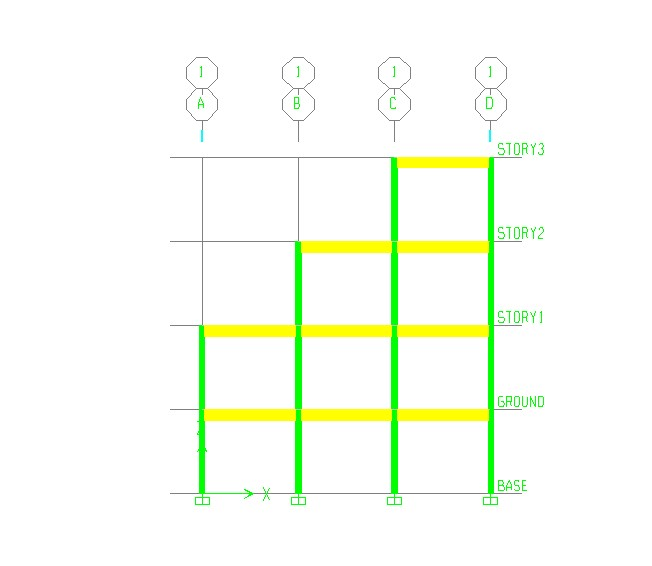 1 1 1 1
A B C D
STORY3
STORY2
STORY1
GROUND
BASE
X